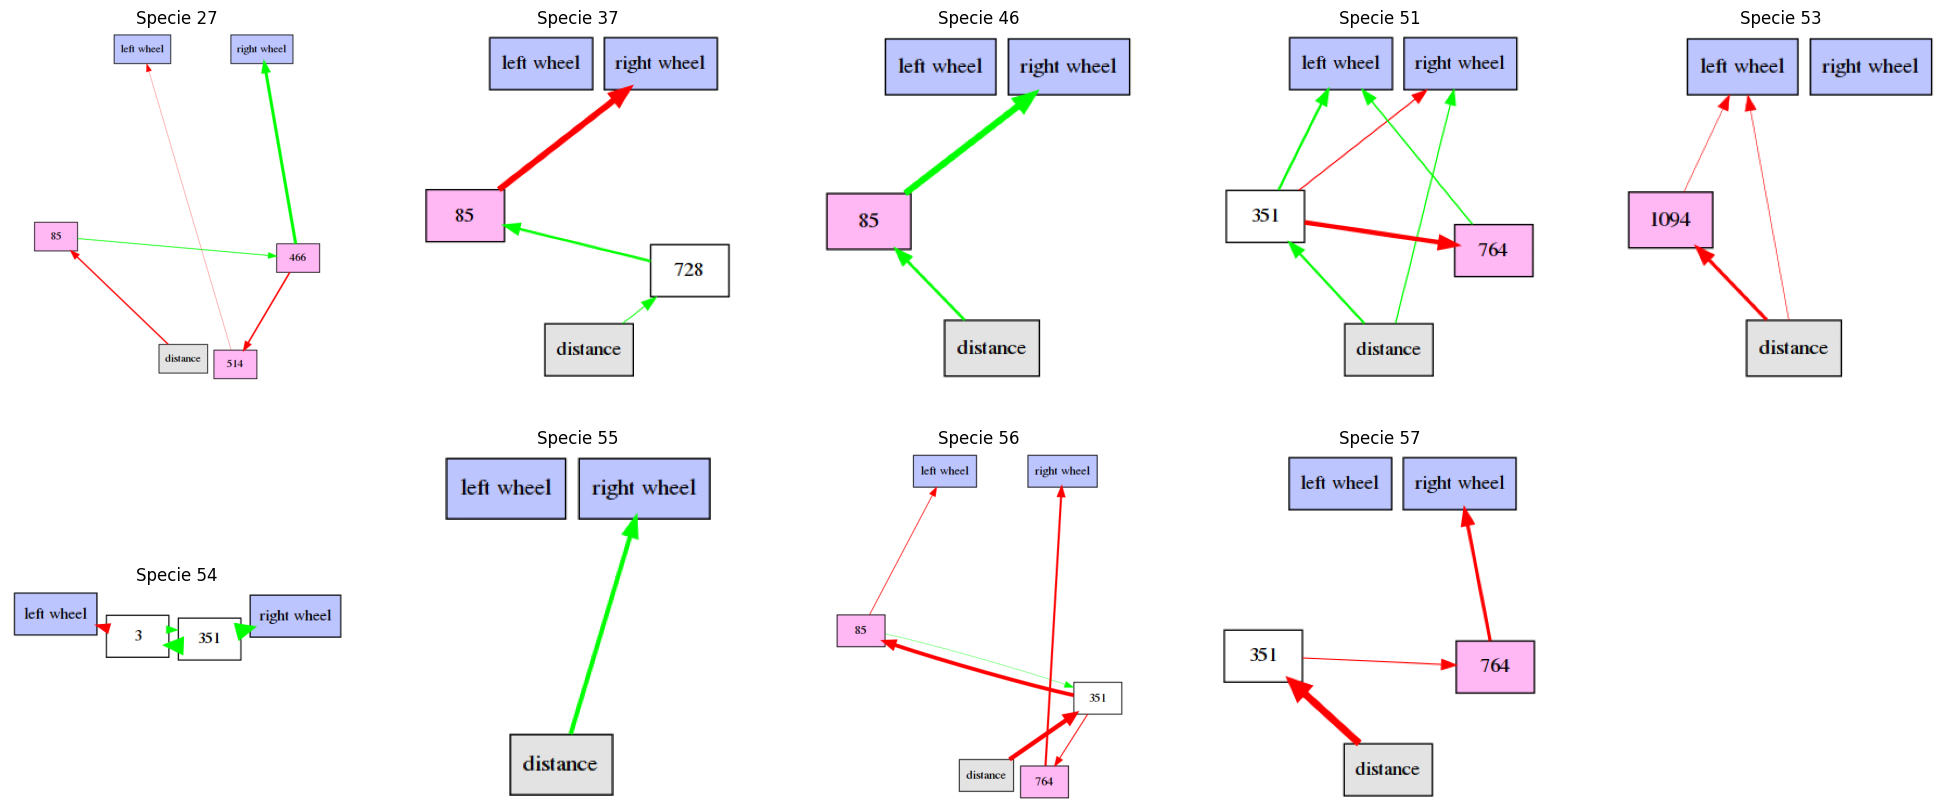 Specie 27
left wheel
right wheel
85
466
distance
514
Specie 37
left wheel
right wheel
85
728
distance
Specie 46
left wheel
right wheel
85
distance
Specie 51
left wheel
right wheel
351
764
distance
Specie 53
left wheel
right wheel
1094
distance
Specie 54
left wheel
3
351
right wheel
Specie 55
left wheel
right wheel
distance
Specie 56
left wheel
right wheel
85
351
distance
764
Specie 57
left wheel
right wheel
351
764
distance